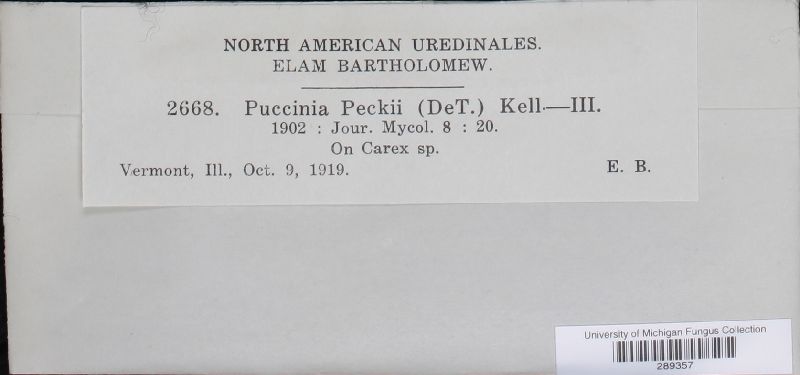 NORTH AMERICAN UREDINALES.
ELAM BARTHOLOMEW.
2668. Puccinia Peckii (DeT.) Kell.—III.
1902 : Jour. Mycol. 8 : 20.
On Carex sp.
Vermont, Ill., Oct. 9, 1919. E. B.
University of Michigan Fungus Collection
289357